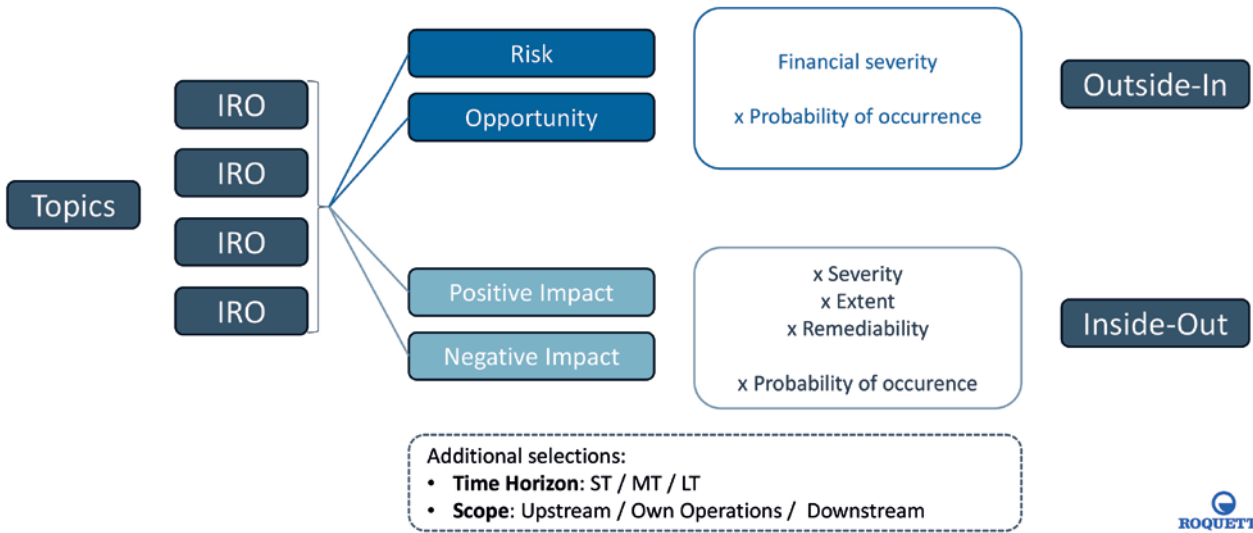 Topics
IRO
IRO
IRO
IRO
Risk
Opportunity
Financial severity
x Probability of occurrence
Outside-In
Positive Impact
Negative Impact
x Severity
x Extent
x Remediability
x Probability of occurence
Inside-Out
Additional selections:
• Time Horizon: ST / MT / LT
• Scope: Upstream / Own Operations / Downstream
ROQUETT